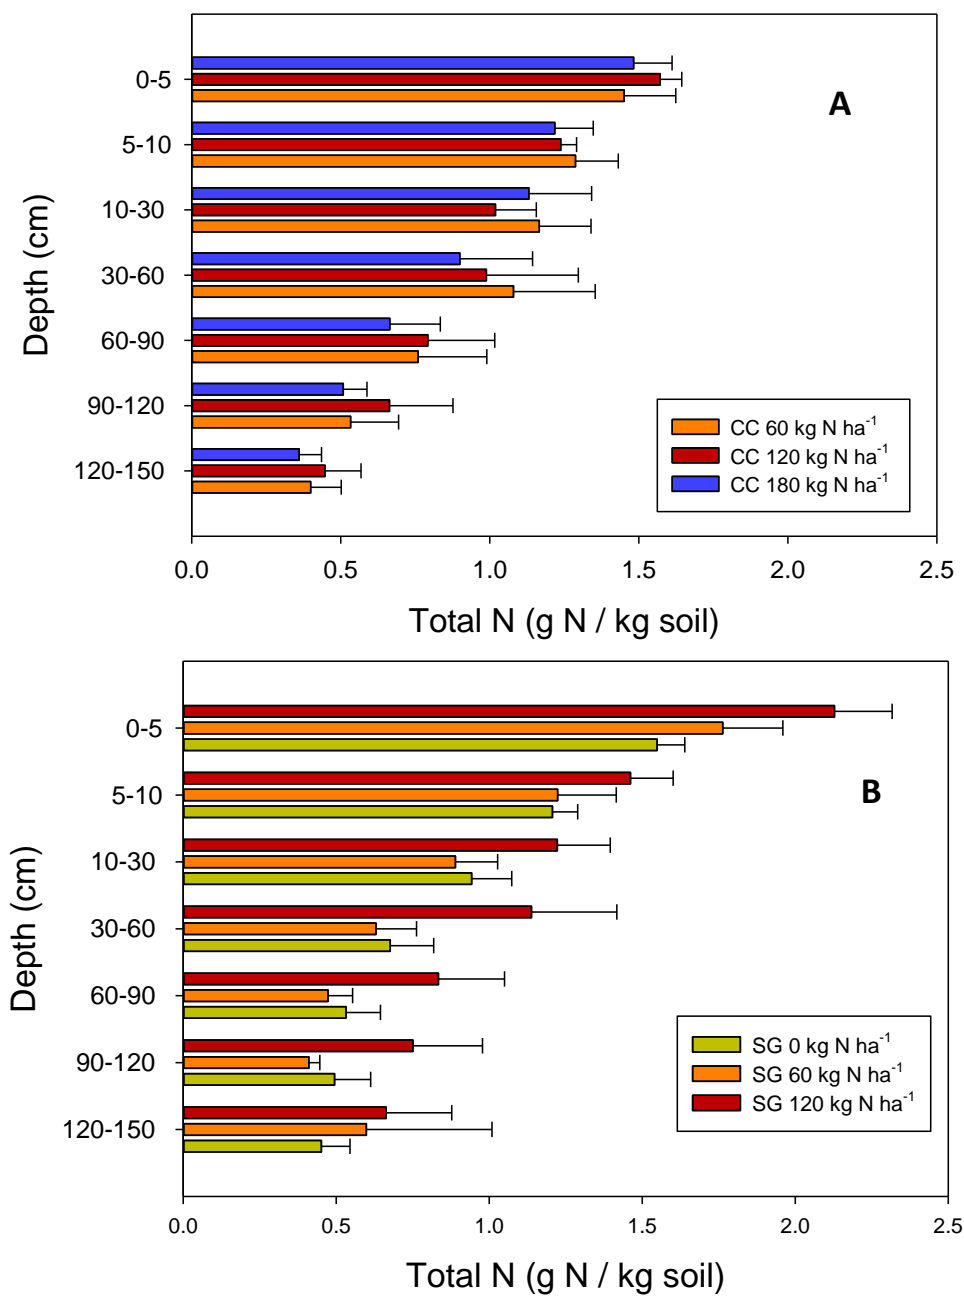 A
0-5
5-10
10-30
30-60
60-90
90-120
120-150
Depth (cm)
CC 60 kg N ha⁻¹
CC 120 kg N ha⁻¹
CC 180 kg N ha⁻¹
0.0 0.5 1.0 1.5 2.0 2.5
Total N (g N / kg soil)
B
0-5
5-10
10-30
30-60
60-90
90-120
120-150
Depth (cm)
SG 0 kg N ha⁻¹
SG 60 kg N ha⁻¹
SG 120 kg N ha⁻¹
0.0 0.5 1.0 1.5 2.0 2.5
Total N (g N / kg soil)